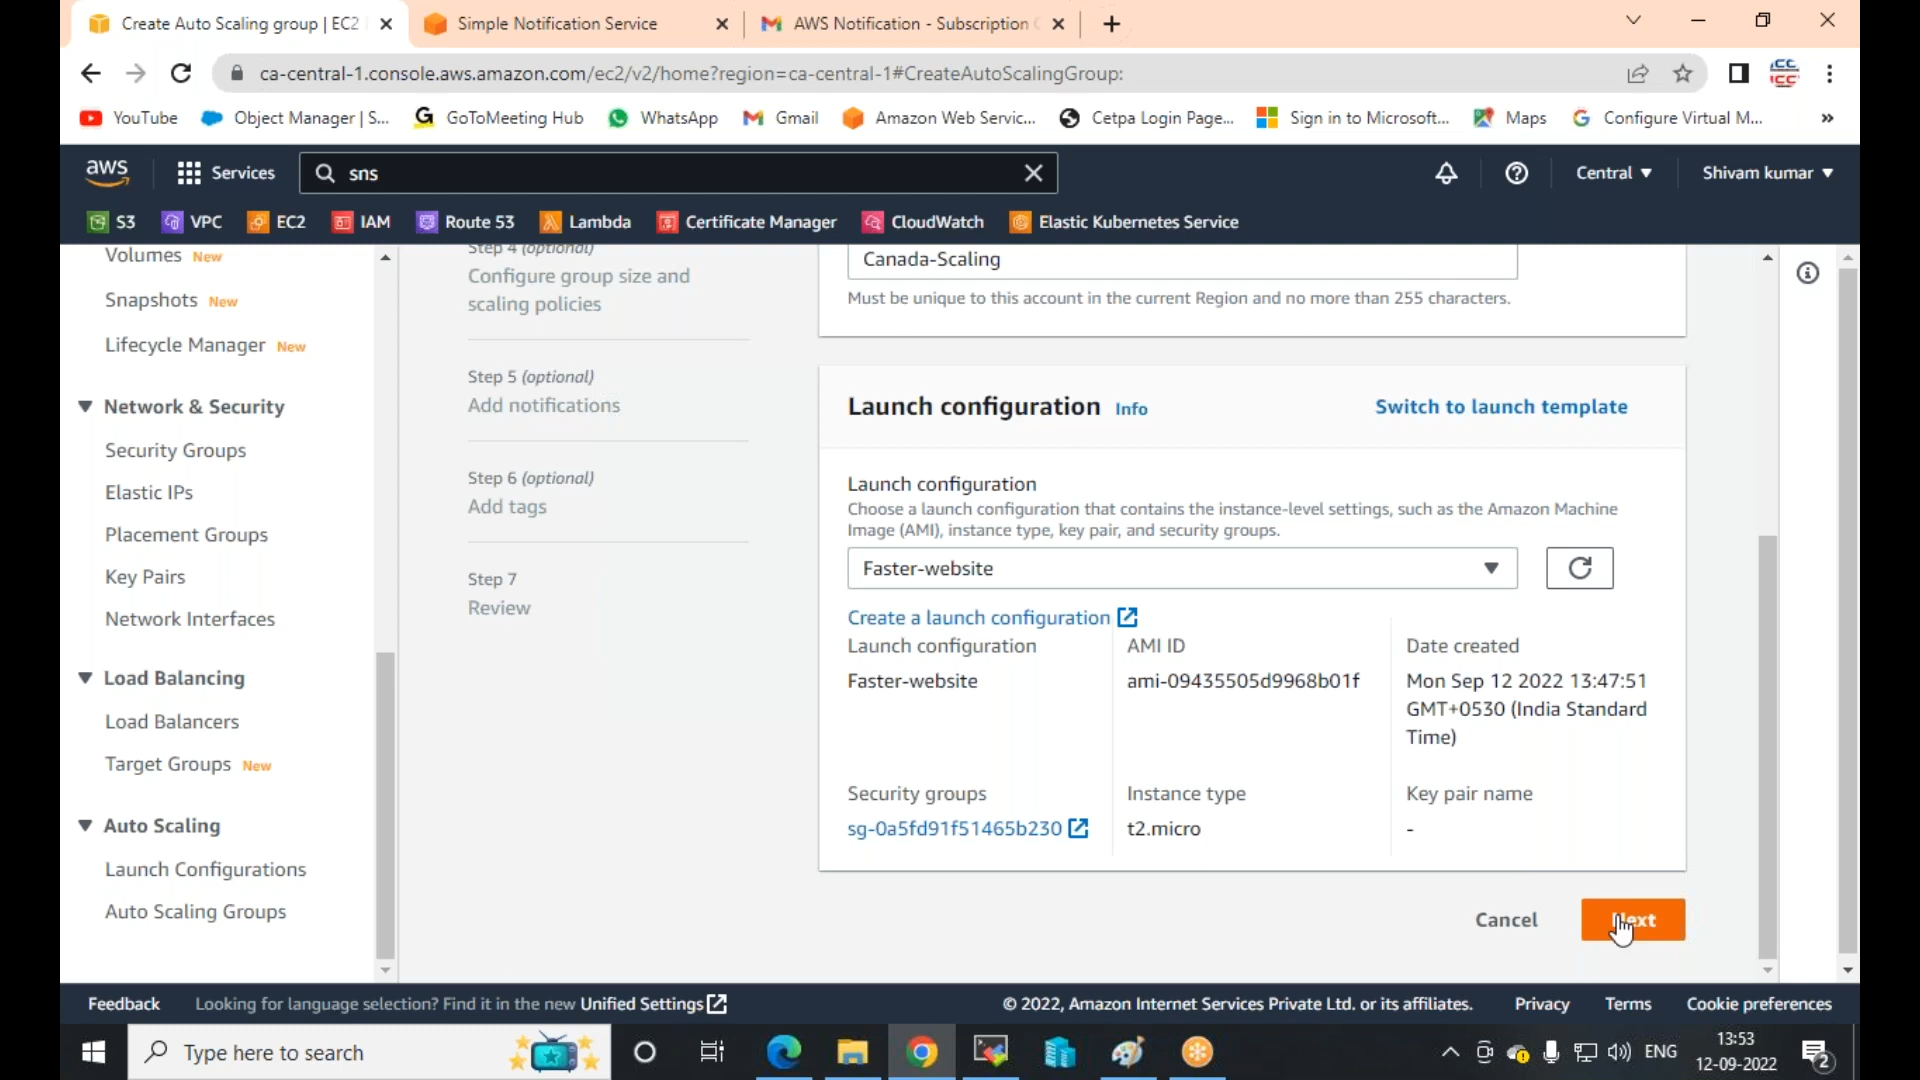 Create Auto Scaling group | EC2
Simple Notification Service
AWS Notification - Subscription
ca-central-1.console.aws.amazon.com/ec2/v2/home?region=ca-central-1#CreateAutoScalingGroup:
YouTube
Object Manager | S...
GoToMeeting Hub
WhatsApp
Gmail
Amazon Web Servic...
Cetpa Login Page...
Sign in to Microsoft...
Maps
Configure Virtual M...
»
aws
Services
sns
Central
Shivam kumar
S3
VPC
EC2
IAM
Route 53
Lambda
Certificate Manager
CloudWatch
Elastic Kubernetes Service
Volumes New
Snapshots New
Lifecycle Manager New
Network & Security
Security Groups
Elastic IPs
Placement Groups
Key Pairs
Network Interfaces
Load Balancing
Load Balancers
Target Groups New
Auto Scaling
Launch Configurations
Auto Scaling Groups
Step 4 (optional)
Configure group size and
scaling policies
Step 5 (optional)
Add notifications
Step 6 (optional)
Add tags
Step 7
Review
Canada-Scaling
Must be unique to this account in the current Region and no more than 255 characters.
Launch configuration Info
Switch to launch template
Launch configuration
Choose a launch configuration that contains the instance-level settings, such as the Amazon Machine
Image (AMI), instance type, key pair, and security groups.
Faster-website
Create a launch configuration
Launch configuration
Faster-website
AMI ID
ami-09435505d9968b01f
Date created
Mon Sep 12 2022 13:47:51
GMT+0530 (India Standard
Time)
Security groups
sg-0a5fd91f51465b230
Instance type
t2.micro
Key pair name
-
Cancel
Next
Feedback
Looking for language selection? Find it in the new Unified Settings
© 2022, Amazon Internet Services Private Ltd. or its affiliates.
Privacy
Terms
Cookie preferences
Type here to search
ENG
13:53
12-09-2022
2